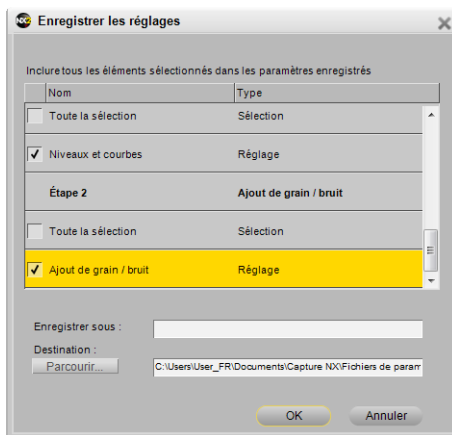 NX2 Enregistrer les réglages
Inclure tous les éléments sélectionnés dans les paramètres enregistrés
Nom Type
Toute la sélection Sélection
Niveaux et courbes Réglage
Étape 2 Ajout de grain / bruit
Toute la sélection Sélection
Ajout de grain / bruit Réglage
Enregistrer sous :
Destination :
Parcourir... C:\Users\User_FR\Documents\Capture NX\Fichiers de param
OK Annuler